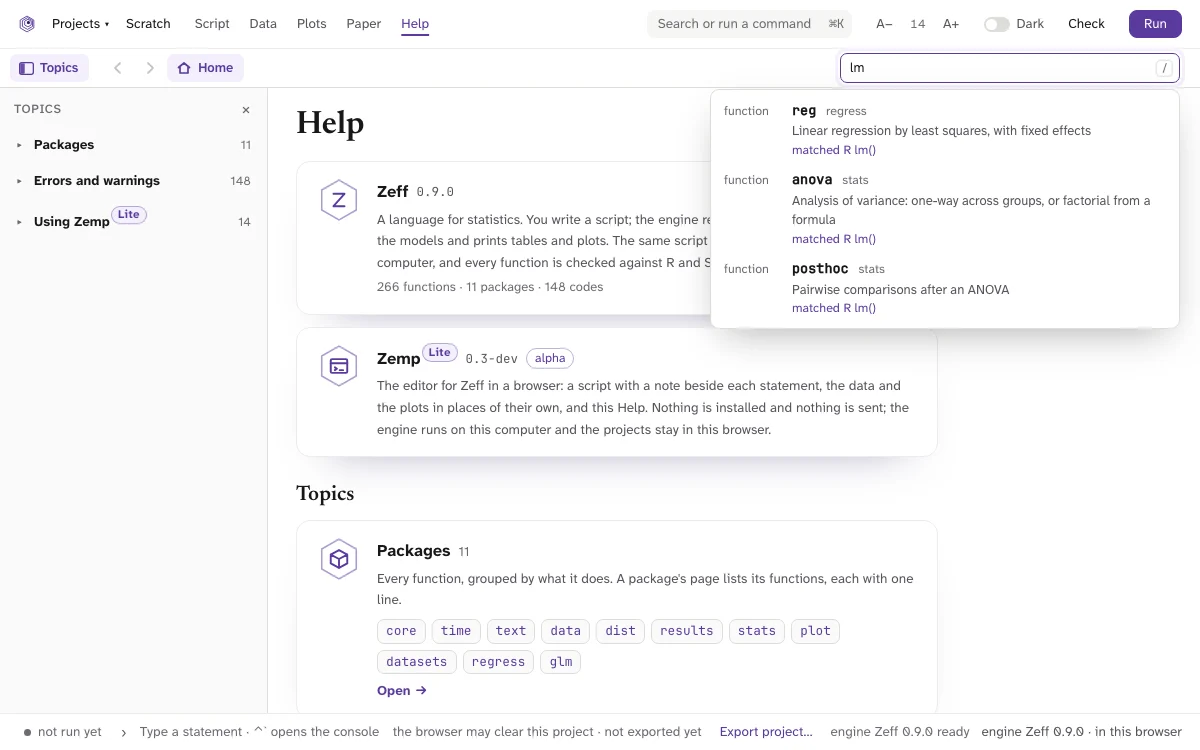 Projects ▾ Scratch Script Data Plots Paper Help Search or run a command ⌘K A− 14 A+ Dark Check Run
Topics Home lm /
TOPICS ×
Packages 11
Errors and warnings 148
Using Zemp Lite 14
Help
Zeff 0.9.0
A language for statistics. You write a script; the engine re
the models and prints tables and plots. The same script
computer, and every function is checked against R and S
266 functions · 11 packages · 148 codes
function reg regress
Linear regression by least squares, with fixed effects
matched R lm()
function anova stats
Analysis of variance: one-way across groups, or factorial from a
formula
matched R lm()
function posthoc stats
Pairwise comparisons after an ANOVA
matched R lm()
Zemp Lite 0.3-dev alpha
The editor for Zeff in a browser: a script with a note beside each statement, the data and
the plots in places of their own, and this Help. Nothing is installed and nothing is sent; the
engine runs on this computer and the projects stay in this browser.
Topics
Packages 11
Every function, grouped by what it does. A package's page lists its functions, each with one
line.
core time text data dist results stats plot
datasets regress glm
Open →
not run yet › Type a statement · ^` opens the console the browser may clear this project · not exported yet Export project... engine Zeff 0.9.0 ready engine Zeff 0.9.0 · in this browser